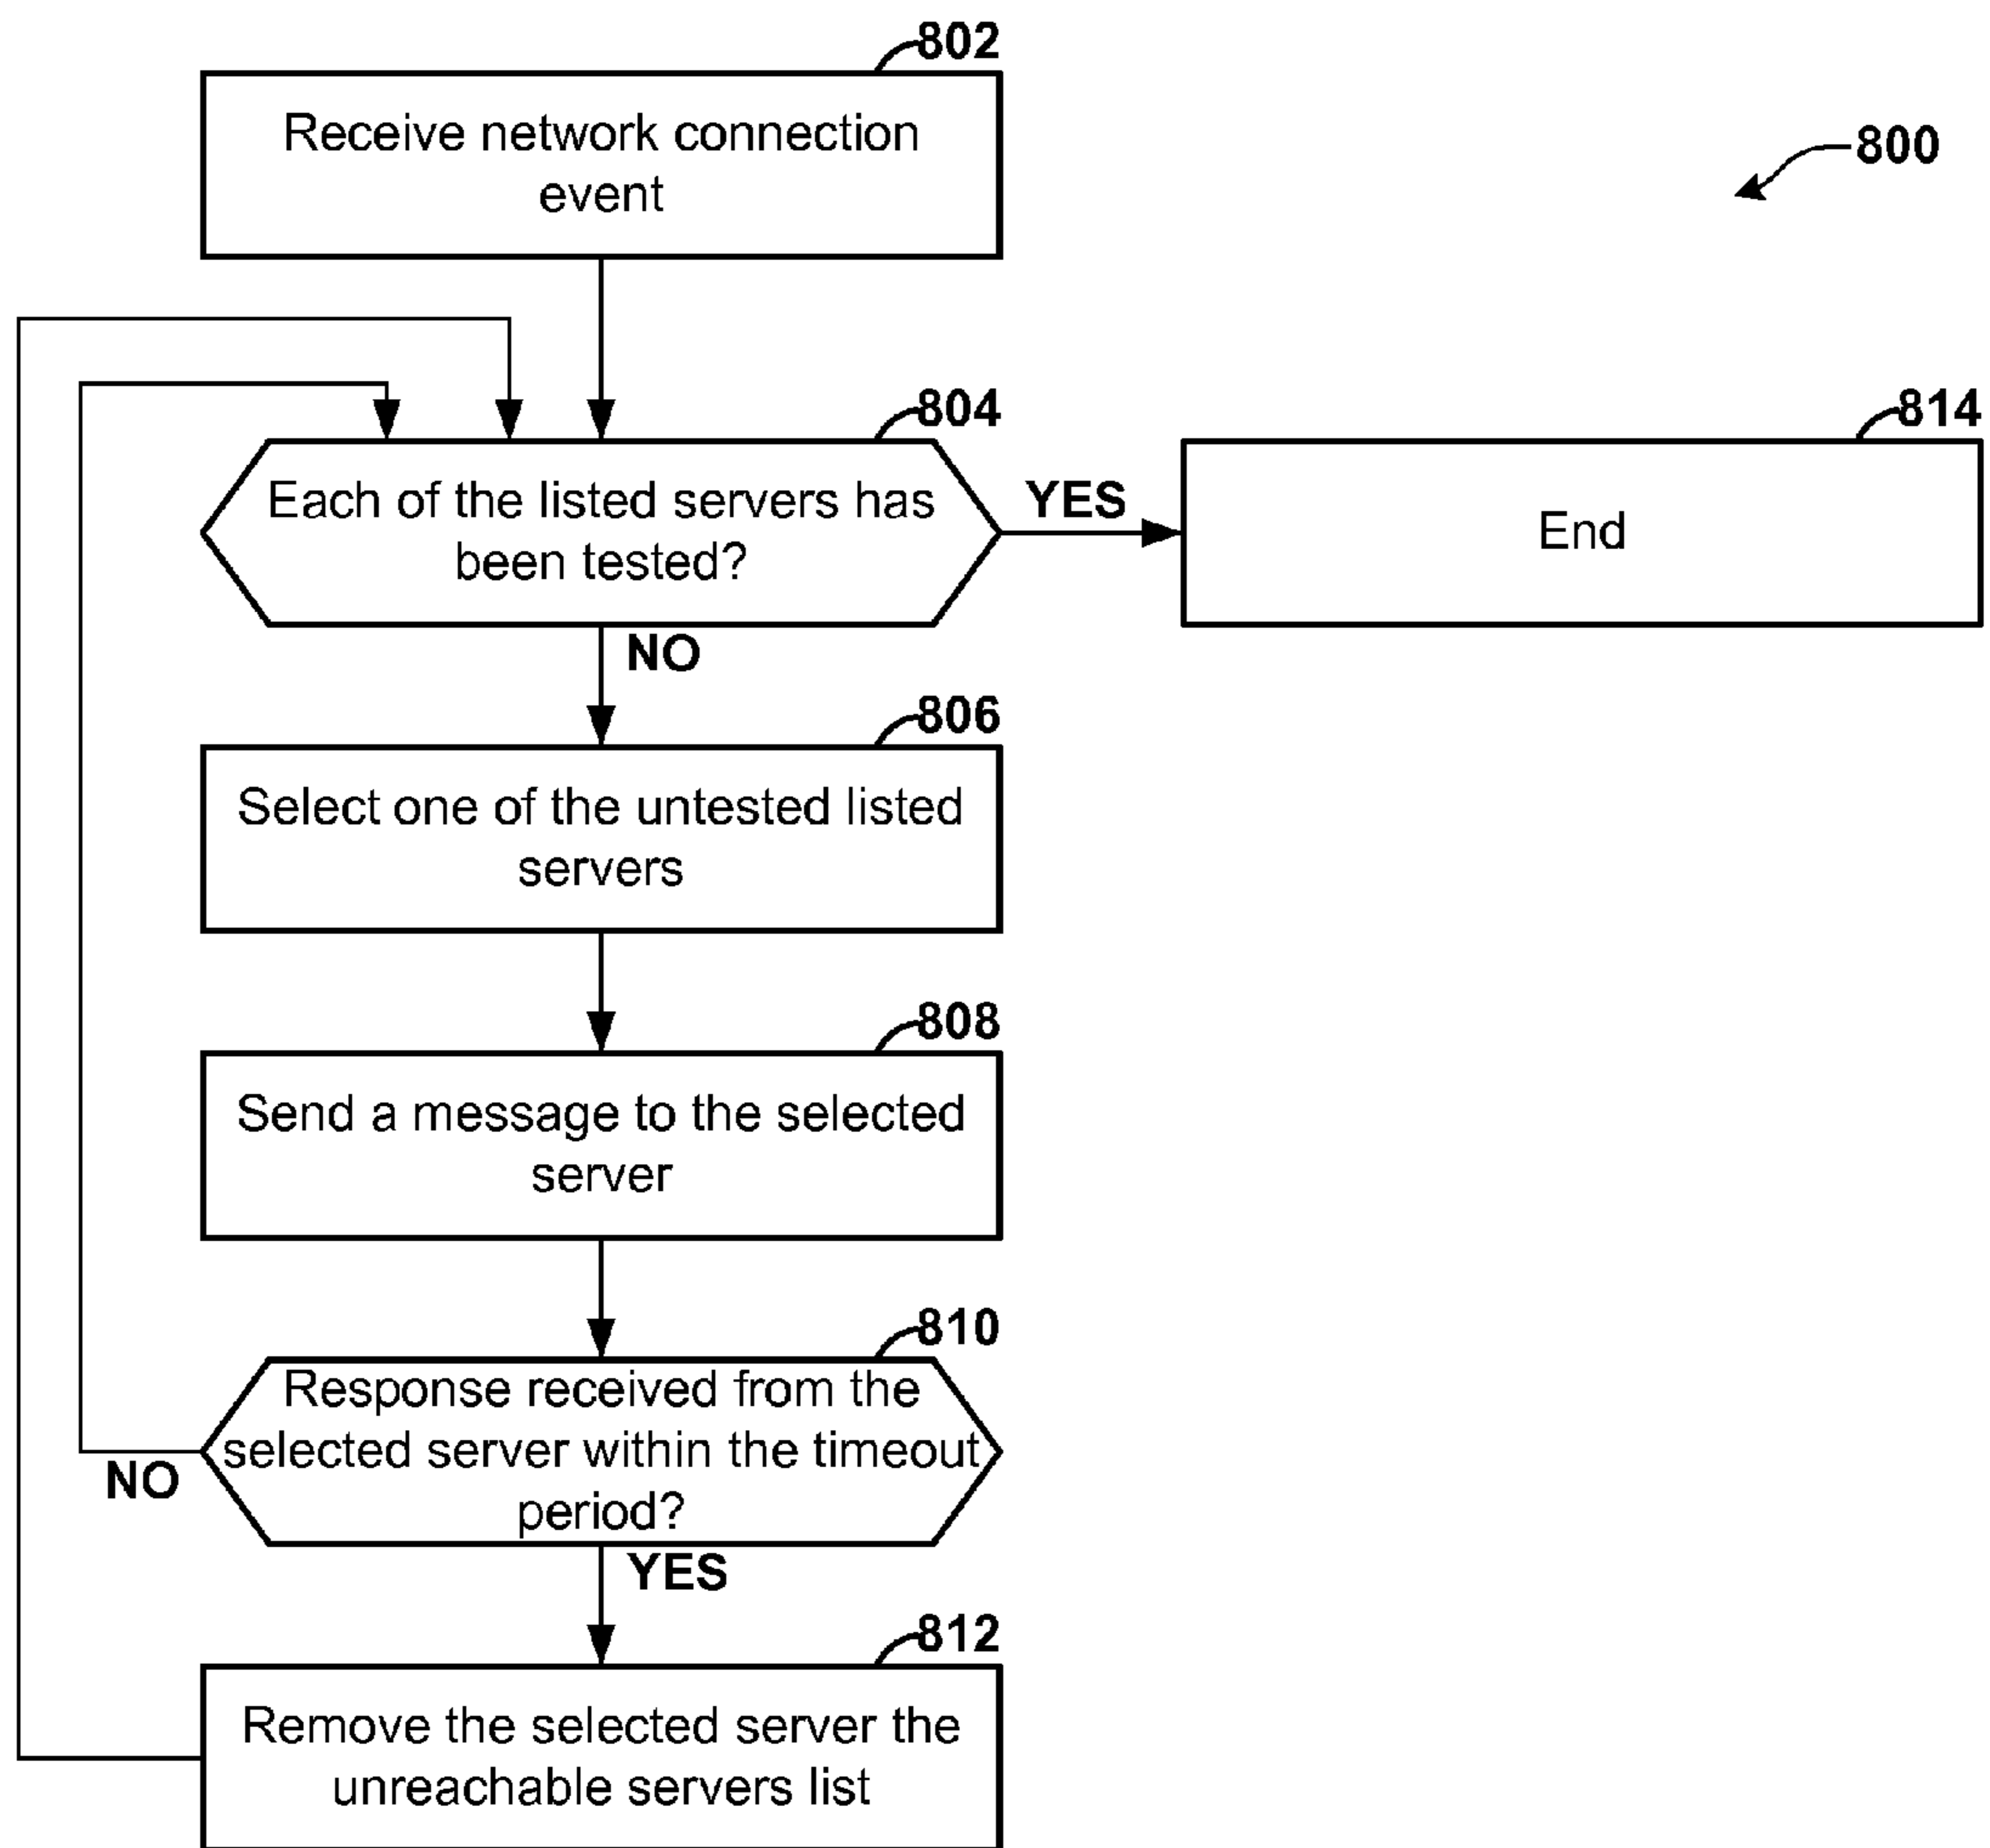 802
Receive network connection
event
800
804
Each of the listed servers has
been tested?
YES
814
End
NO
806
Select one of the untested listed
servers
808
Send a message to the selected
server
810
Response received from the
selected server within the timeout
period?
NO
YES
812
Remove the selected server the
unreachable servers list